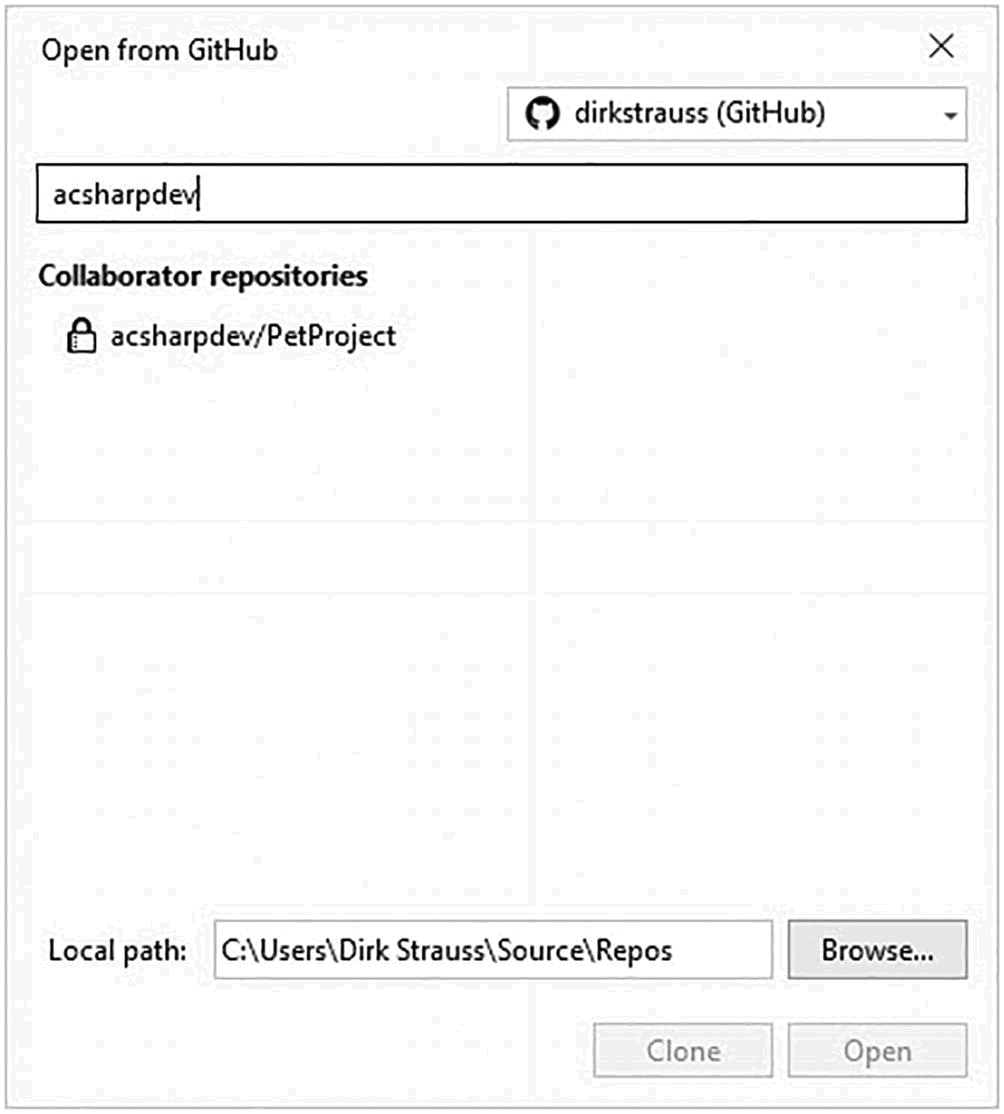 Open from GitHub
dirkstrauss (GitHub)
acsharpdev
Collaborator repositories
acsharpdev/PetProject
Local path: C:\Users\Dirk Strauss\Source\Repos Browse...
Clone Open